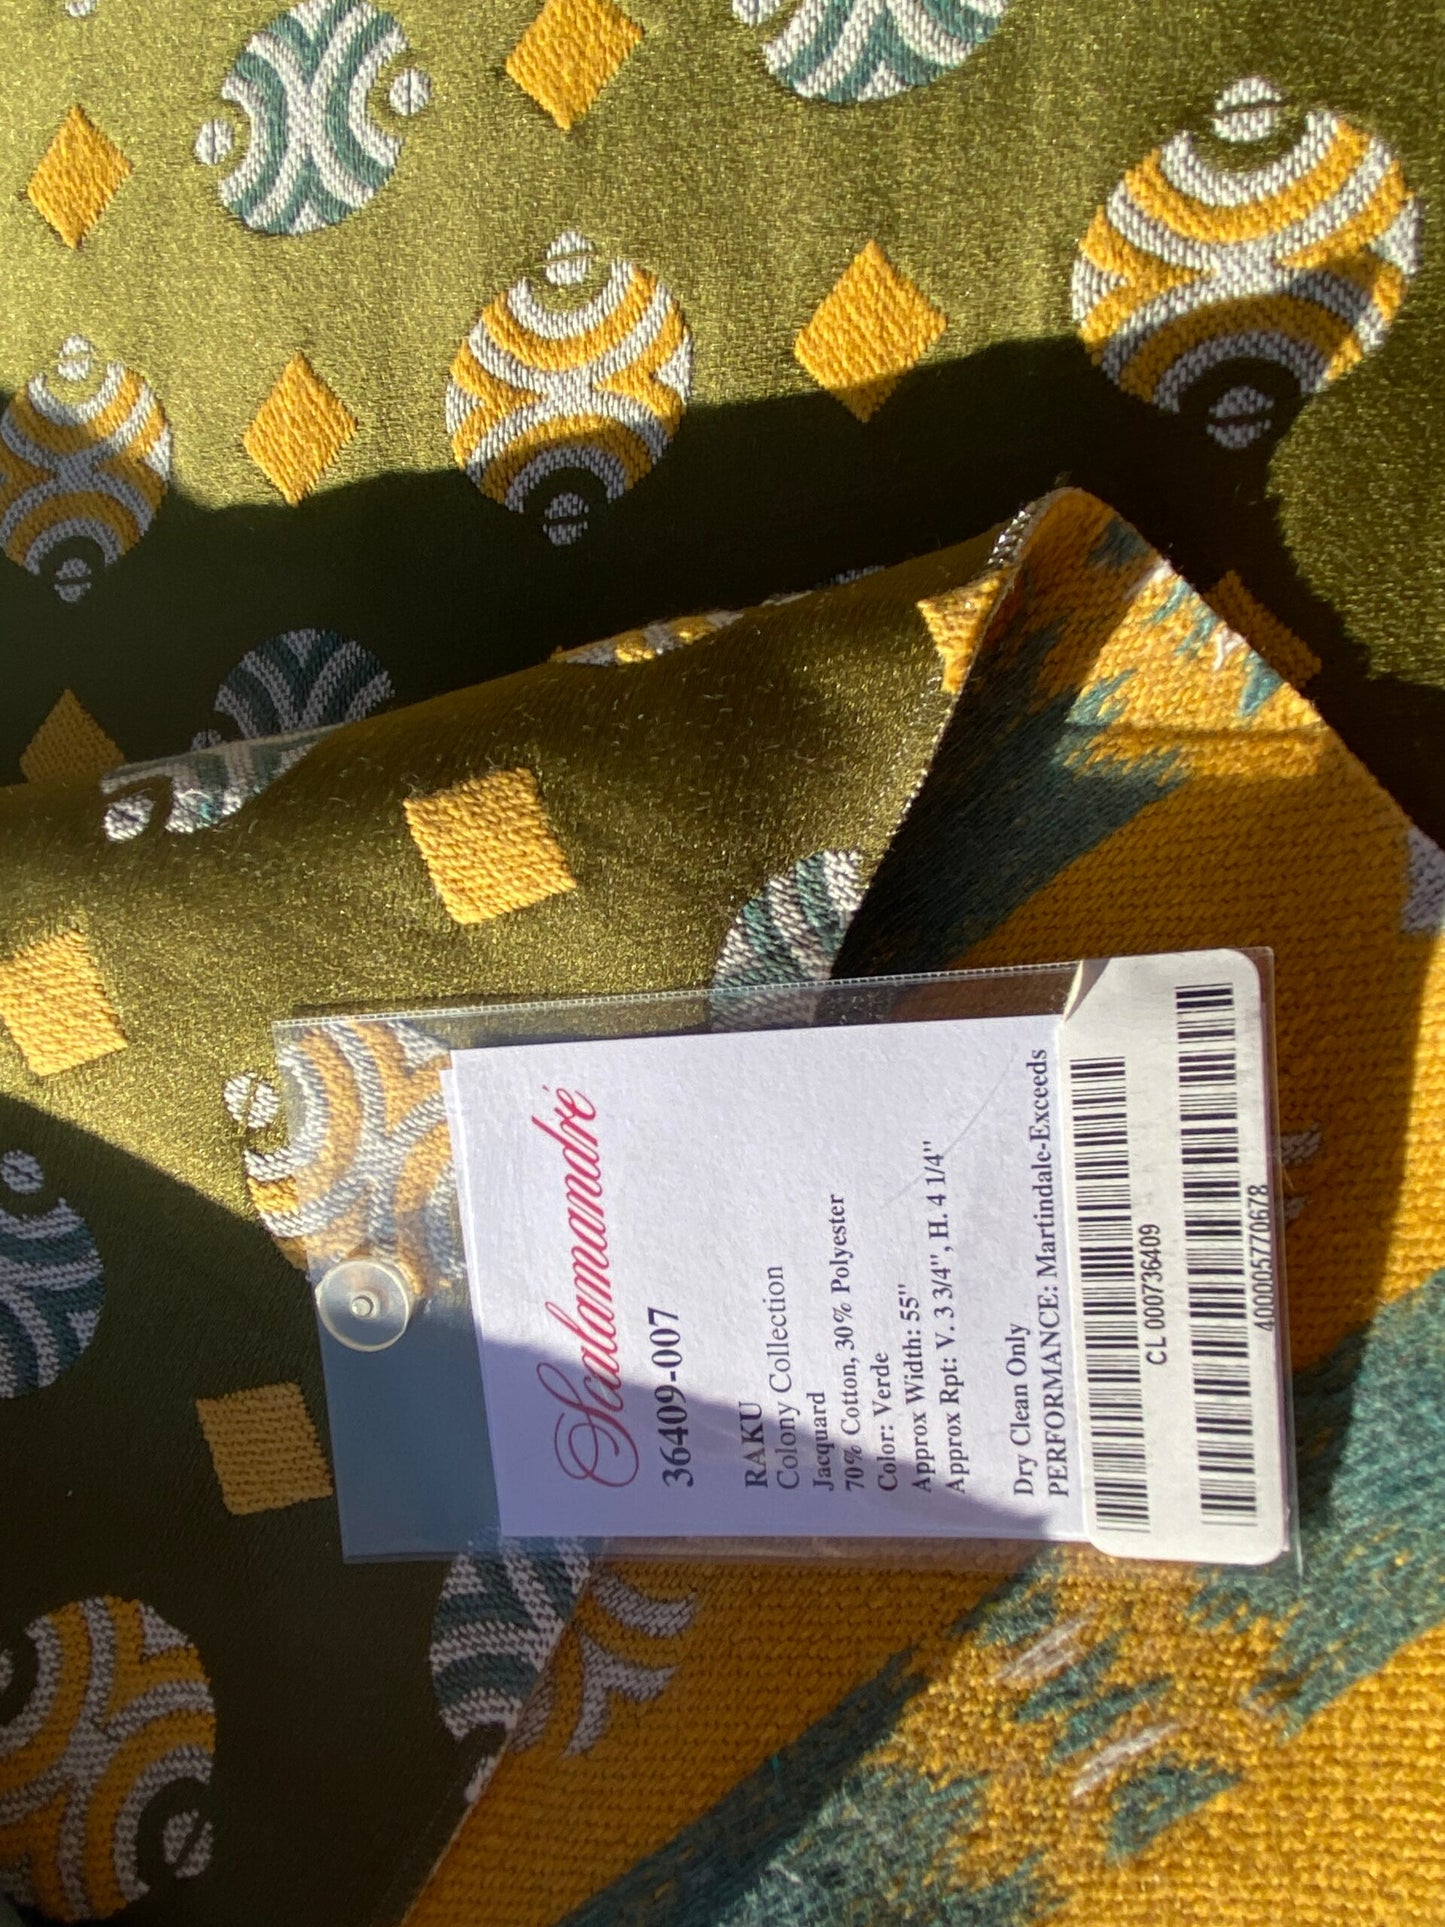 Scalamandré
36409-007
RAKU
Colony Collection
Jacquard
70% Cotton, 30% Polyester
Color: Verde
Approx Width: 55"
Approx Rpt: V. 3 3/4", H. 4 1/4"
Dry Clean Only
PERFORMANCE: Martindale-Exceeds
CL 000736409
400005770678